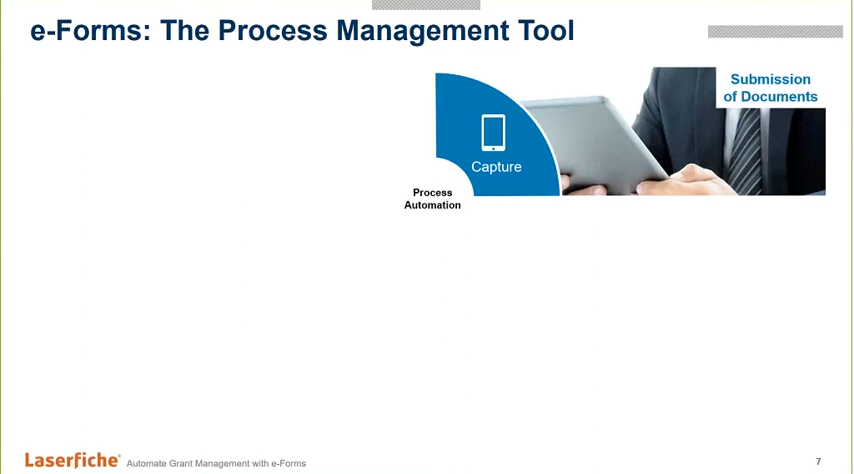 e-Forms: The Process Management Tool
Submission
of Documents
Capture
Process
Automation
Laserfiche® Automate Grant Management with e-Forms
7